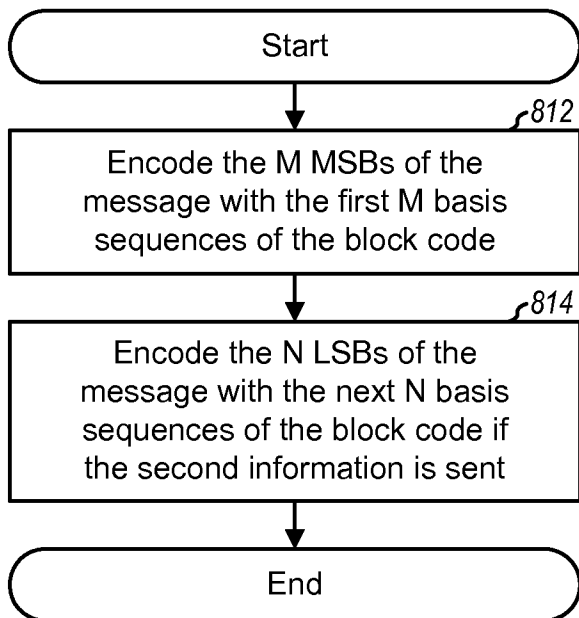 Start
812
Encode the M MSBs of the
message with the first M basis
sequences of the block code
814
Encode the N LSBs of the
message with the next N basis
sequences of the block code if
the second information is sent
End